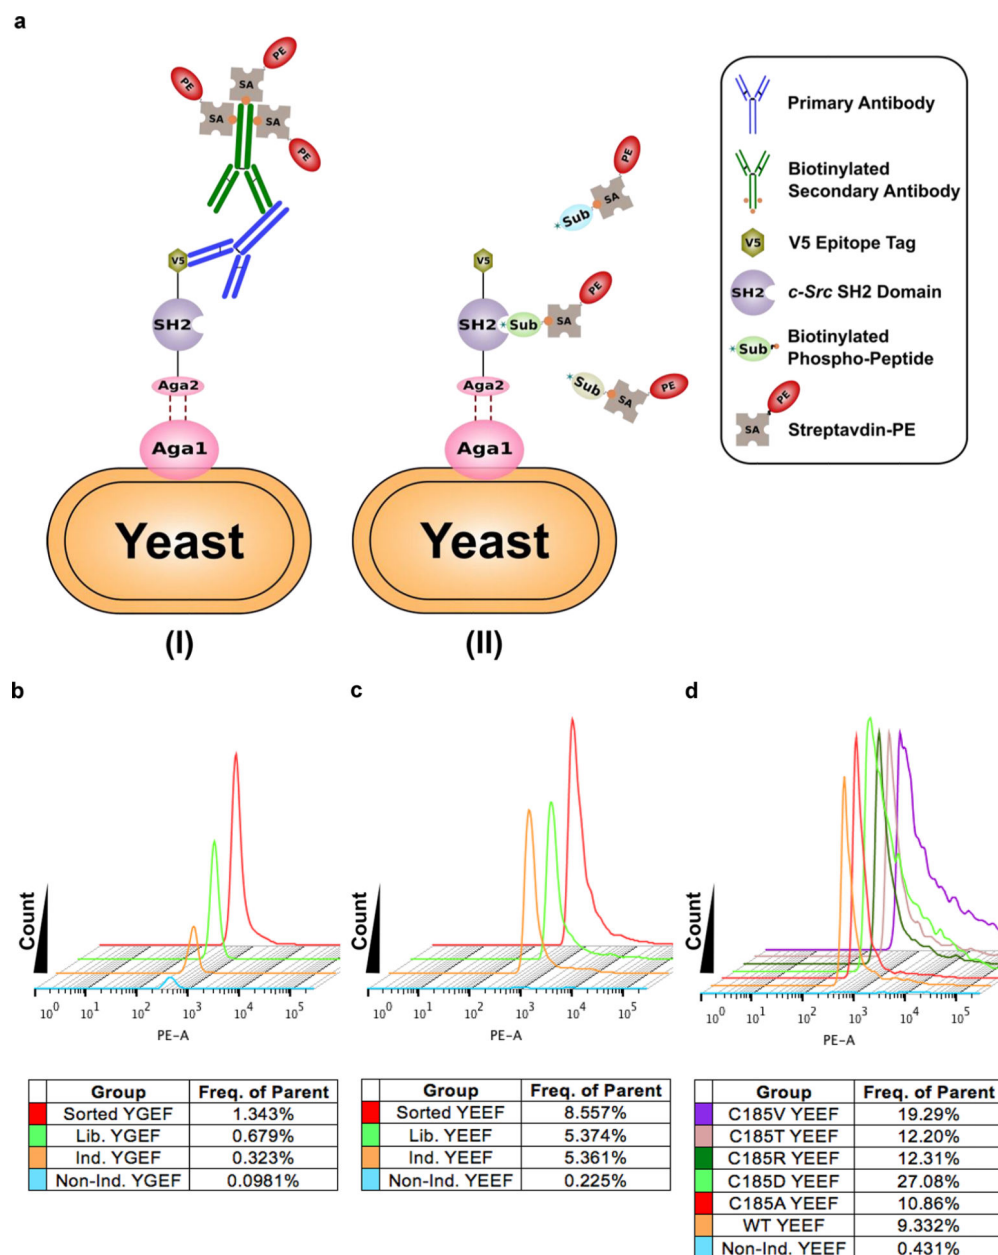 a
PE
PE
SA
SA
SA
PE
V5
SH2
Aga2
Aga1
Yeast
(I)
PE
SA
Sub
V5
PE
SH2
Sub
SA
Sub
SA
PE
Aga2
Aga1
Yeast
(II)
Primary Antibody
Biotinylated
Secondary Antibody
V5
V5 Epitope Tag
SH2
c-Src SH2 Domain
Sub
Biotinylated
Phospho-Peptide
PE
SA
Streptavdin-PE
b
Count
10^0 10^1 10^2 10^3 10^4 10^5
PE-A
Group Freq. of Parent
Sorted YGEF 1.343%
Lib. YGEF 0.679%
Ind. YGEF 0.323%
Non-Ind. YGEF 0.0981%
c
Count
10^0 10^1 10^2 10^3 10^4 10^5
PE-A
Group Freq. of Parent
Sorted YEEF 8.557%
Lib. YEEF 5.374%
Ind. YEEF 5.361%
Non-Ind. YEEF 0.225%
d
Count
10^0 10^1 10^2 10^3 10^4 10^5
PE-A
Group Freq. of Parent
C185V YEEF 19.29%
C185T YEEF 12.20%
C185R YEEF 12.31%
C185D YEEF 27.08%
C185A YEEF 10.86%
WT YEEF 9.332%
Non-Ind. YEEF 0.431%